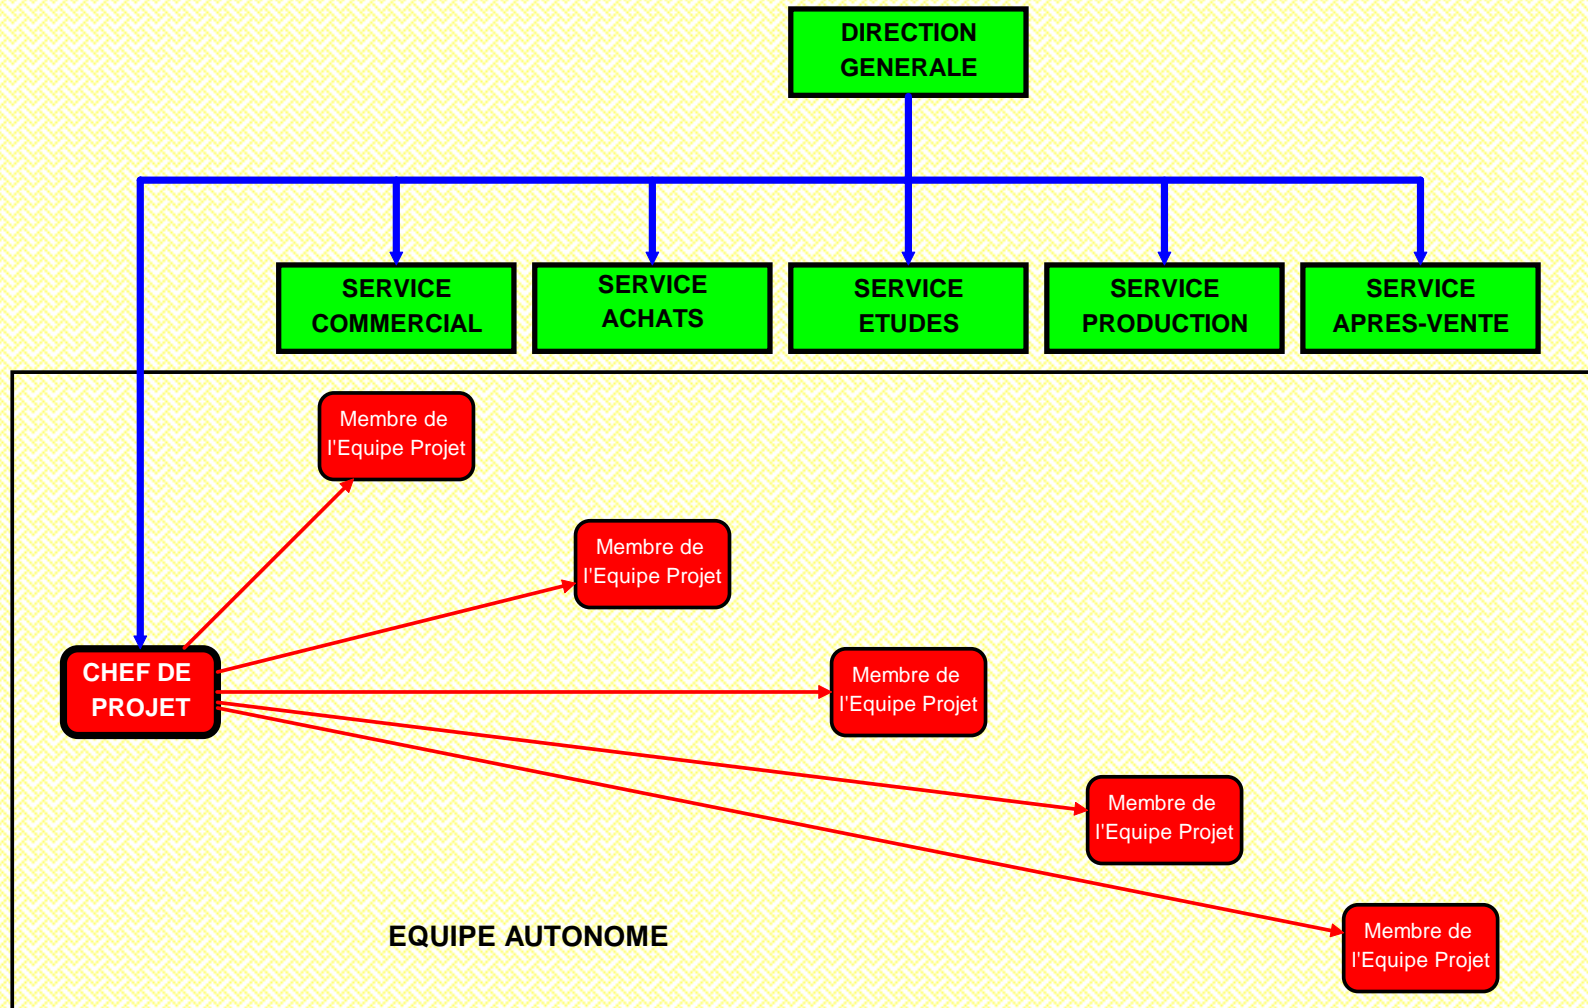 DIRECTION
GENERALE
SERVICE
COMMERCIAL
SERVICE
ACHATS
SERVICE
ETUDES
SERVICE
PRODUCTION
SERVICE
APRES-VENTE
Membre de
l'Equipe Projet
Membre de
l'Equipe Projet
CHEF DE
PROJET
Membre de
l'Equipe Projet
Membre de
l'Equipe Projet
EQUIPE AUTONOME
Membre de
l'Equipe Projet